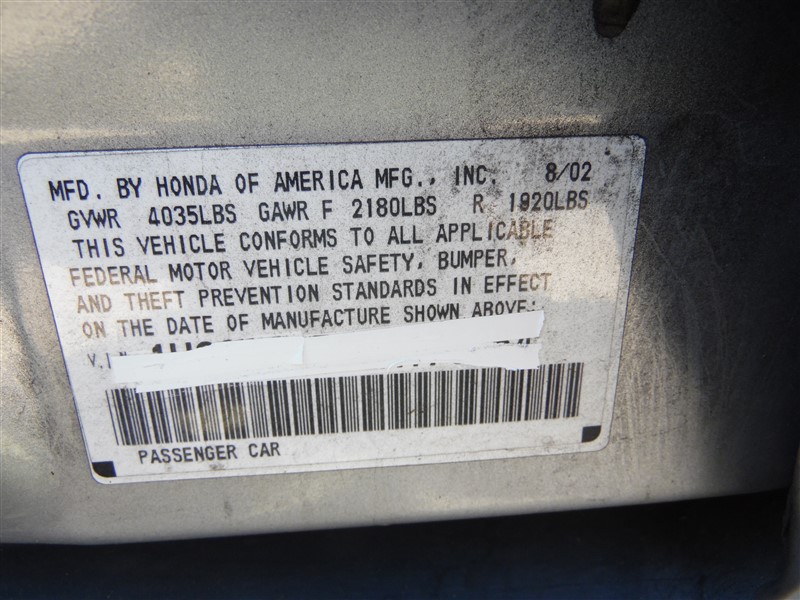 MFD. BY HONDA OF AMERICA MFG., INC. 8/02
GVWR 4035LBS GAWR F 2180LBS R 1920LBS
THIS VEHICLE CONFORMS TO ALL APPLICABLE
FEDERAL MOTOR VEHICLE SAFETY, BUMPER,
AND THEFT PREVENTION STANDARDS IN EFFECT
ON THE DATE OF MANUFACTURE SHOWN ABOVE:
PASSENGER CAR